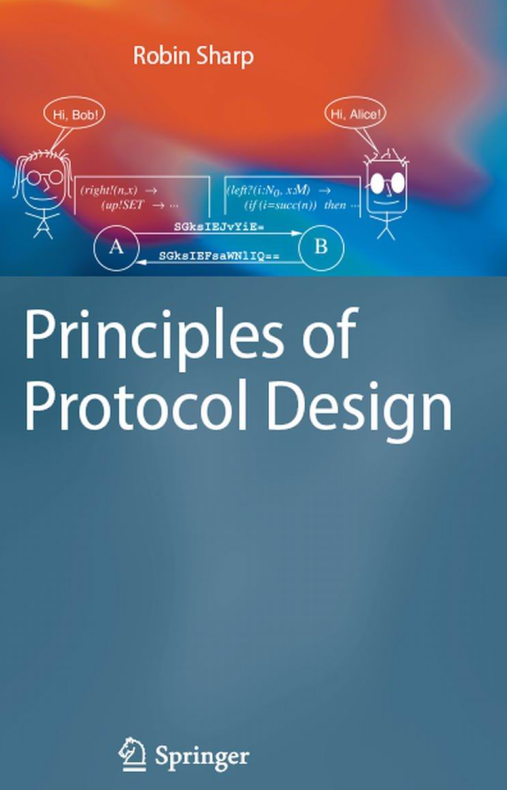 Robin Sharp
Hi, Bob!
Hi, Alice!
(right!(n,x) →
(up!SET → ...
(left?(i:N₀, x:M) →
(if (i=succ(n)) then ...
SGksIEJvYiE=
A
B
SGksIEFsaWNlIQ==
Principles of
Protocol Design
Springer